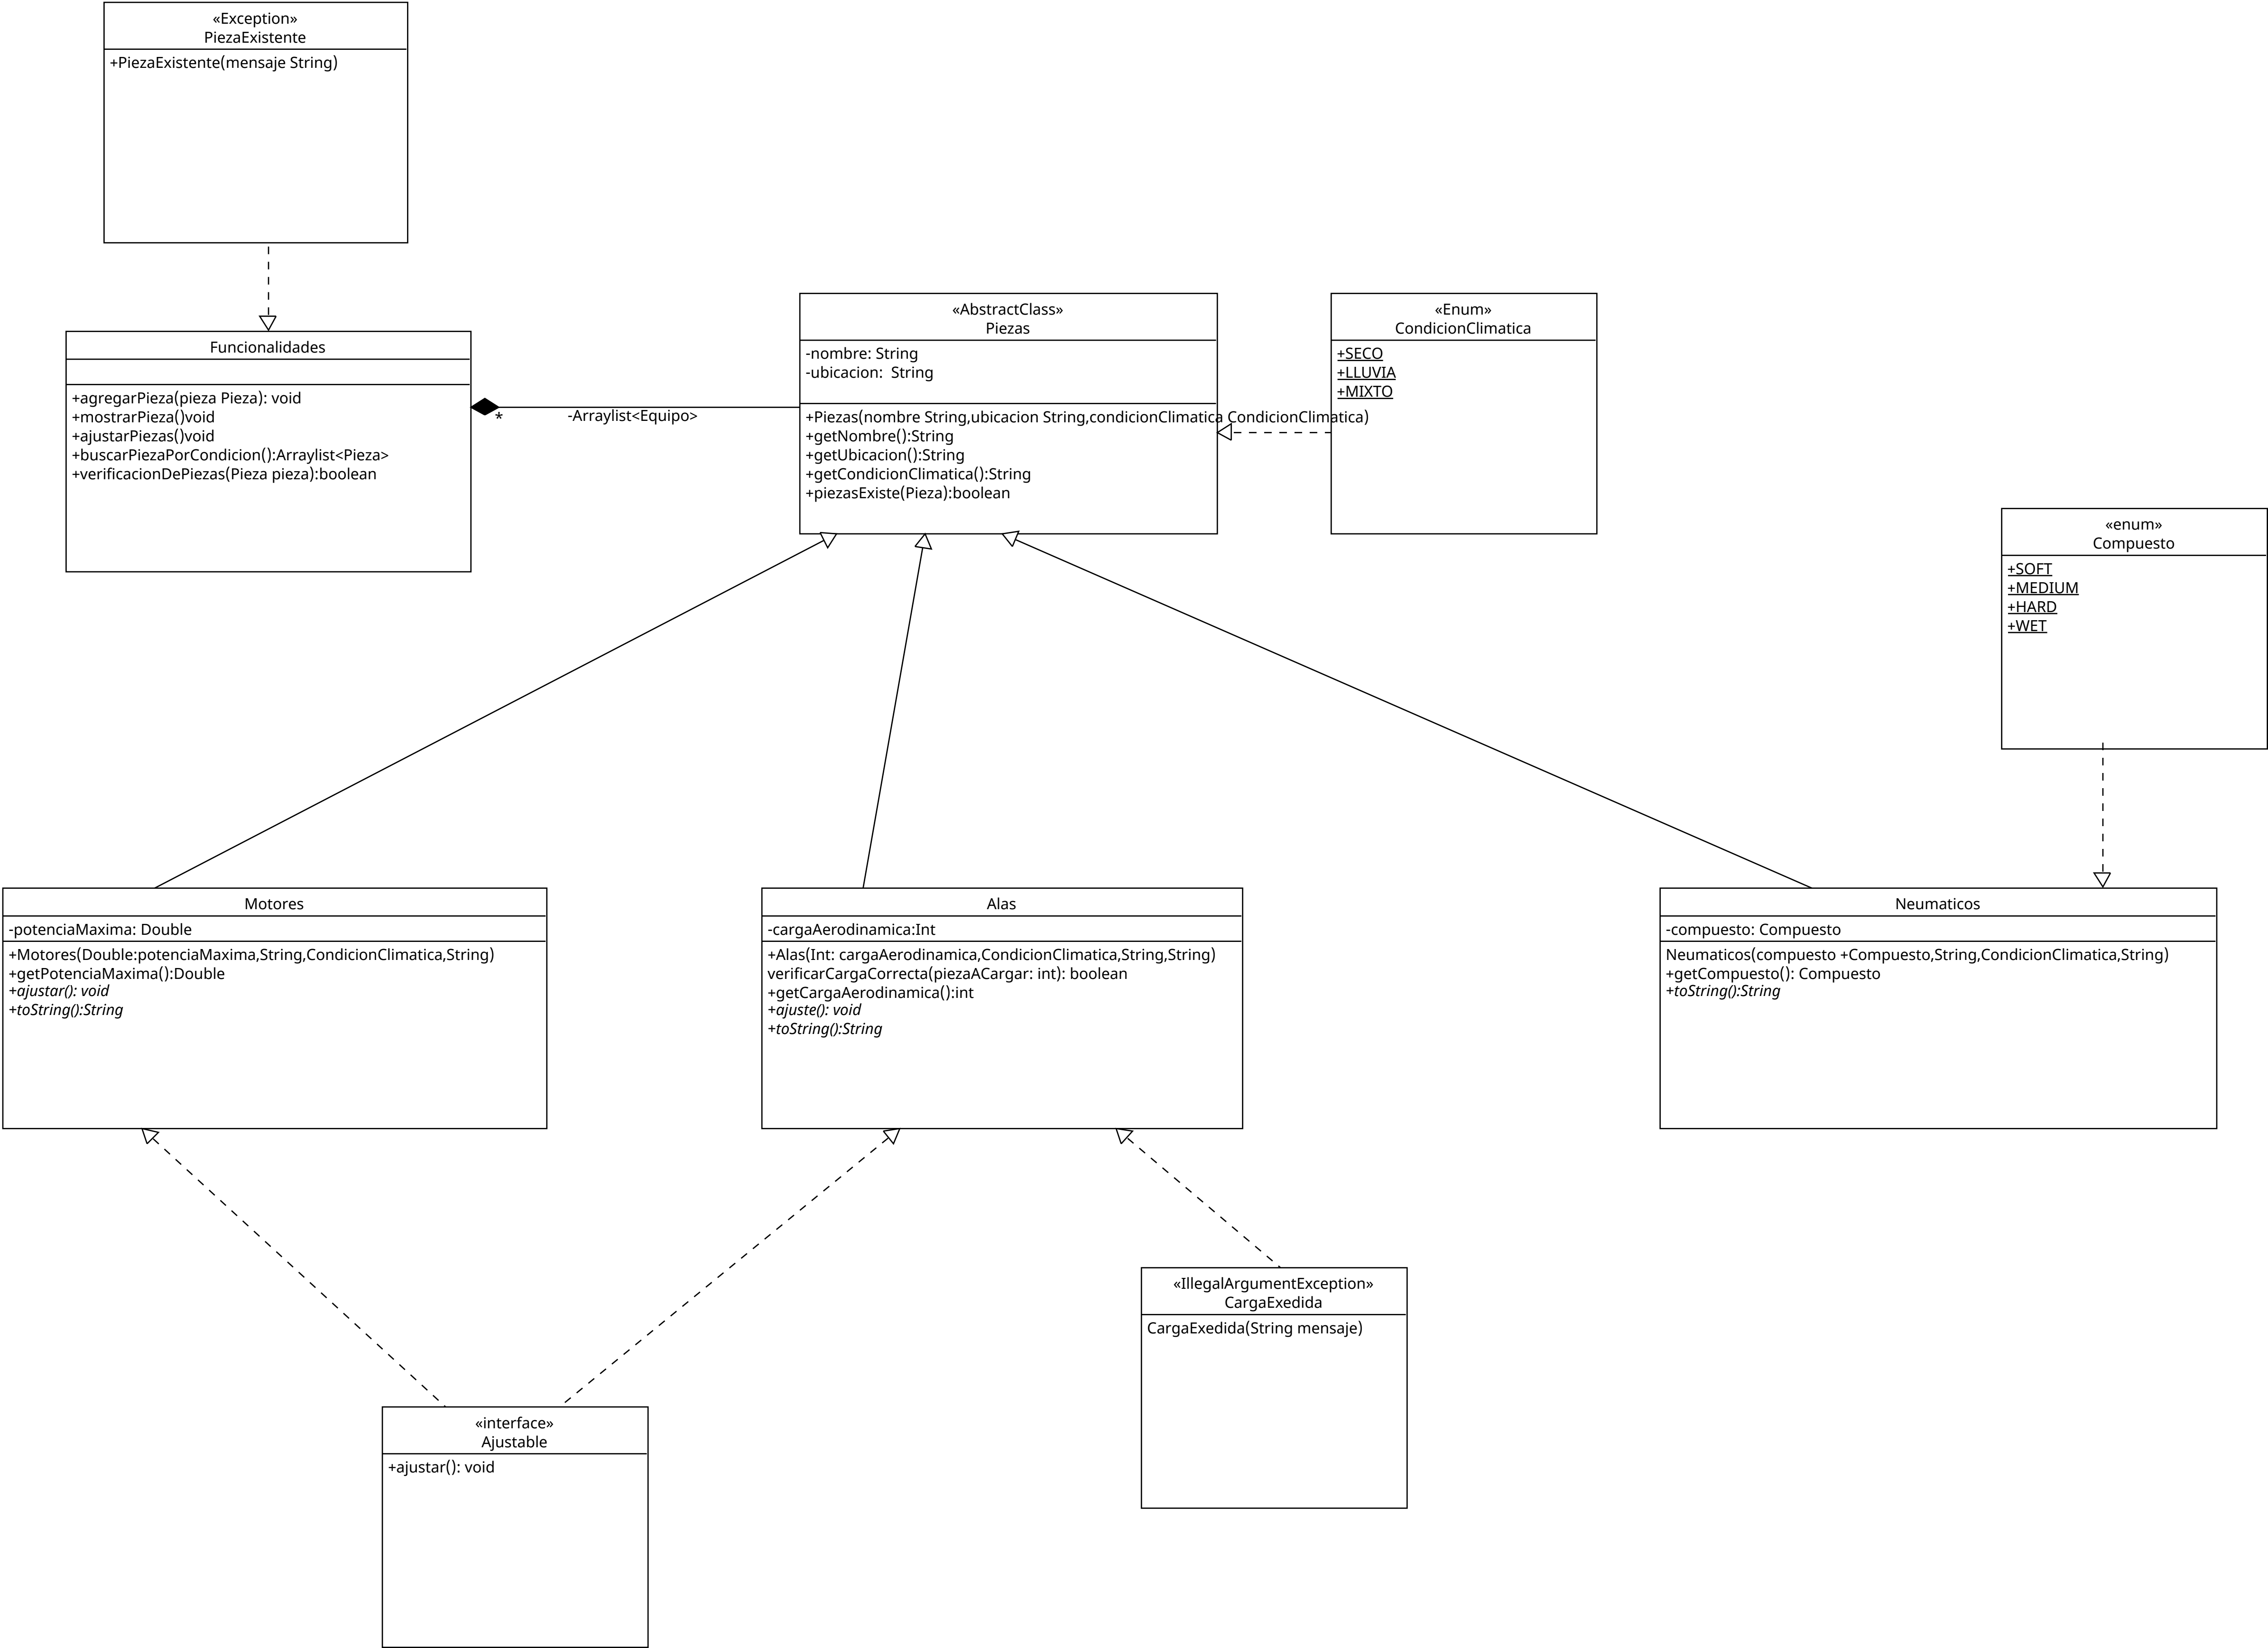 «Exception»
PiezaExistente
+PiezaExistente(mensaje String)
Funcionalidades
+agregarPieza(pieza Pieza): void
+mostrarPieza()void
+ajustarPiezas()void
+buscarPiezaPorCondicion():Arraylist<Pieza>
+verificacionDePiezas(Pieza pieza):boolean
*
-Arraylist<Equipo>
«AbstractClass»
Piezas
-nombre: String
-ubicacion:  String
+Piezas(nombre String,ubicacion String,condicionClimatica CondicionClimatica)
+getNombre():String
+getUbicacion():String
+getCondicionClimatica():String
+piezasExiste(Pieza):boolean
«Enum»
CondicionClimatica
+SECO
+LLUVIA
+MIXTO
«enum»
Compuesto
+SOFT
+MEDIUM
+HARD
+WET
Motores
-potenciaMaxima: Double
+Motores(Double:potenciaMaxima,String,CondicionClimatica,String)
+getPotenciaMaxima():Double
+ajustar(): void
+toString():String
Alas
-cargaAerodinamica:Int
+Alas(Int: cargaAerodinamica,CondicionClimatica,String,String)
verificarCargaCorrecta(piezaACargar: int): boolean
+getCargaAerodinamica():int
+ajuste(): void
+toString():String
Neumaticos
-compuesto: Compuesto
Neumaticos(compuesto +Compuesto,String,CondicionClimatica,String)
+getCompuesto(): Compuesto
+toString():String
«IllegalArgumentException»
CargaExedida
CargaExedida(String mensaje)
«interface»
Ajustable
+ajustar(): void